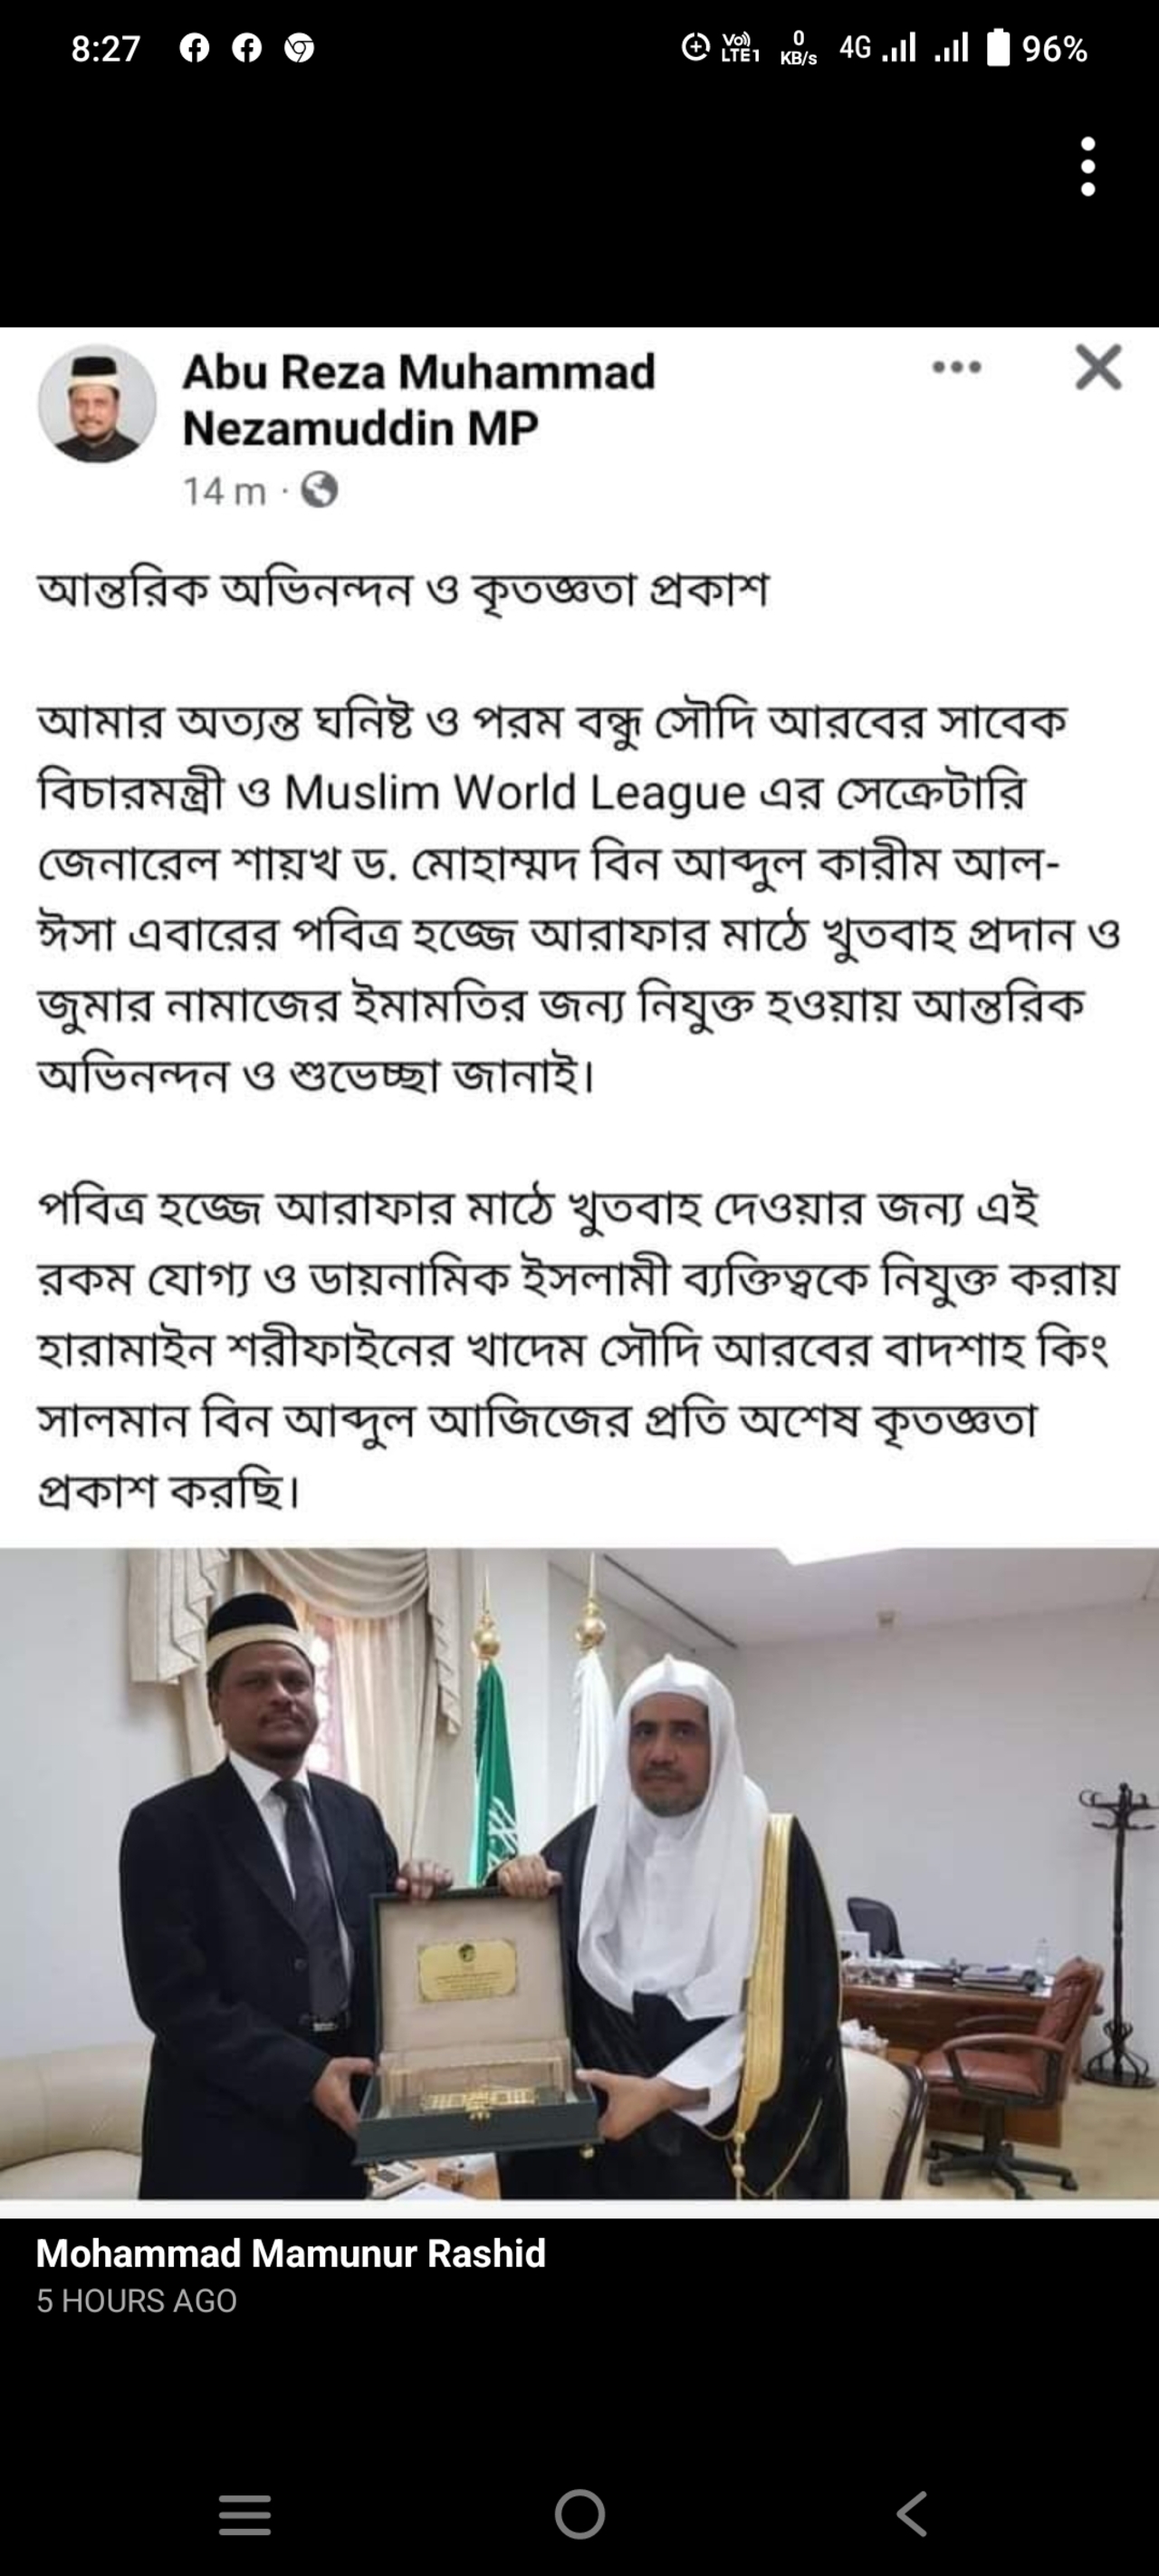 8:27
Vo)) LTE1
0 KB/s
4G
96%
Abu Reza Muhammad
Nezamuddin MP
14 m ·
আন্তরিক অভিনন্দন ও কৃতজ্ঞতা প্রকাশ
আমার অত্যন্ত ঘনিষ্ট ও পরম বন্ধু সৌদি আরবের সাবেক
বিচারমন্ত্রী ও Muslim World League এর সেক্রেটারি
জেনারেল শায়খ ড. মোহাম্মদ বিন আব্দুল কারীম আল-
ঈসা এবারের পবিত্র হজ্জে আরাফার মাঠে খুতবাহ প্রদান ও
জুমার নামাজের ইমামতির জন্য নিযুক্ত হওয়ায় আন্তরিক
অভিনন্দন ও শুভেচ্ছা জানাই।
পবিত্র হজ্জে আরাফার মাঠে খুতবাহ দেওয়ার জন্য এই
রকম যোগ্য ও ডায়নামিক ইসলামী ব্যক্তিত্বকে নিযুক্ত করায়
হারামাইন শরীফাইনের খাদেম সৌদি আরবের বাদশাহ কিং
সালমান বিন আব্দুল আজিজের প্রতি অশেষ কৃতজ্ঞতা
প্রকাশ করছি।
Mohammad Mamunur Rashid
5 HOURS AGO